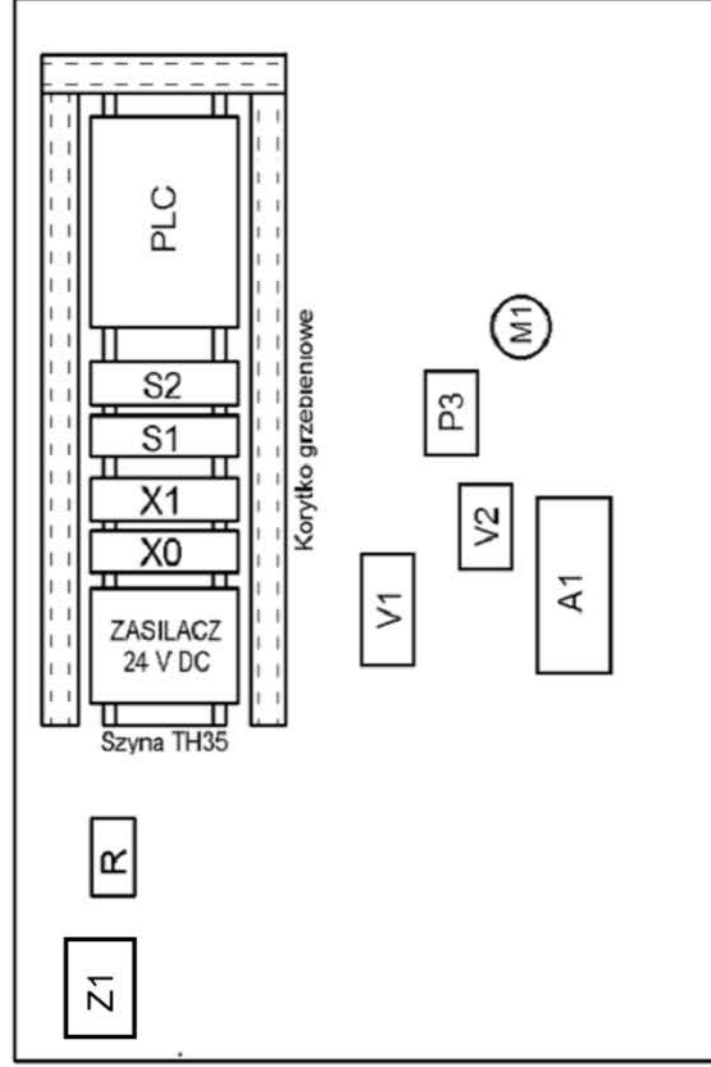 PLC
S2
S1
X1
X0
ZASILACZ
24 V DC
Szyna TH35
Korytko grzebieniowe
M1
P3
V2
V1
A1
R
Z1